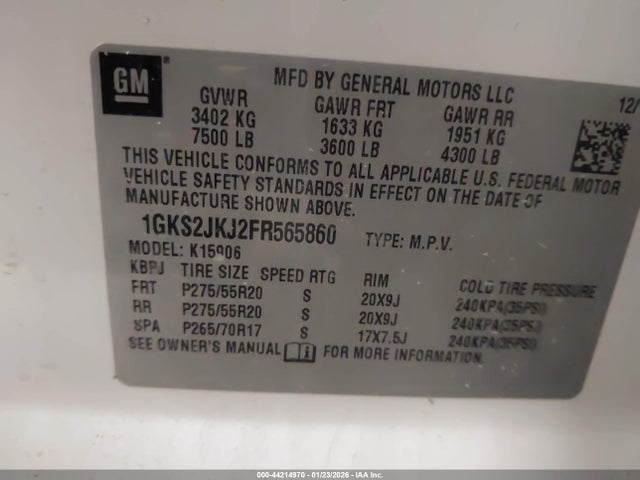 GM
MFD BY GENERAL MOTORS LLC
12/
GVWR GAWR FRT GAWR RR
3402 KG 1633 KG 1951 KG
7500 LB 3600 LB 4300 LB
THIS VEHICLE CONFORMS TO ALL APPLICABLE U.S. FEDERAL MOTOR
VEHICLE SAFETY STANDARDS IN EFFECT ON THE DATE OF
MANUFACTURE SHOWN ABOVE.
1GKS2JKJ2FR565860 TYPE: M.P.V.
MODEL: K15906
KBPJ TIRE SIZE SPEED RTG RIM COLD TIRE PRESSURE
FRT P275/55R20 S 20X9J 240KPA(35PSI)
RR P275/55R20 S 20X9J 240KPA(35PSI)
SPA P265/70R17 S 17X7.5J 240KPA(35PSI)
SEE OWNER'S MANUAL FOR MORE INFORMATION.
000-44214970 - 01/23/2026 - IAA Inc.